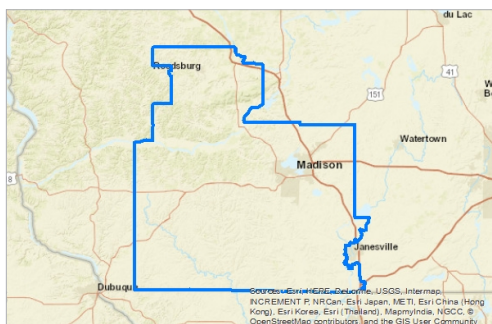 du Lac
Reedsburg
41
151
Watertown
Madison
8
Janesville
Dubuque
Sources: Esri, HERE, DeLorme, USGS, Intermap,
INCREMENT P, NRCan, Esri Japan, METI, Esri China (Hong
Kong), Esri Korea, Esri (Thailand), MapmyIndia, NGCC, ©
OpenStreetMap contributors, and the GIS User Community